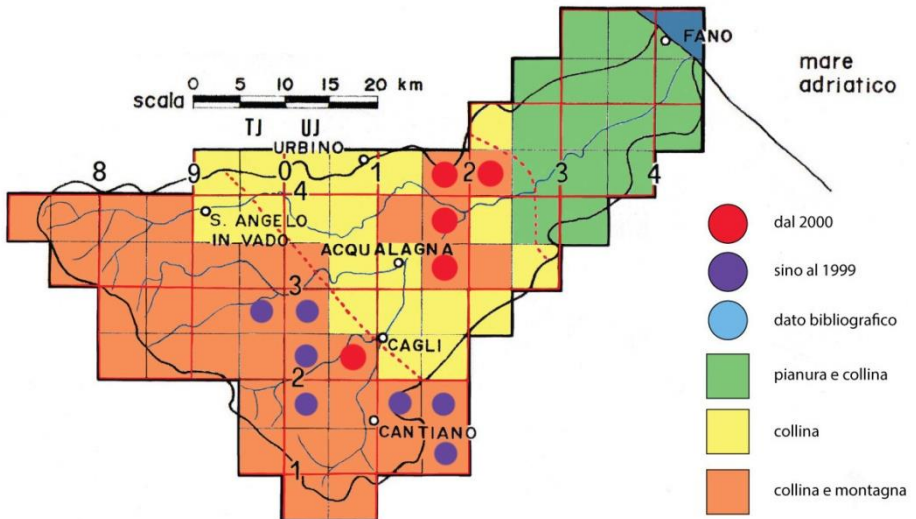 FANO
mare
adriatico
0 10 15 20 km
scala
TJ UJ
URBINO
8 9 0 1 2 3 4
4
S. ANGELO
IN VADO
ACQUALAGNA
3
CAGLI
2
CANTIANO
1
dal 2000
sino al 1999
dato bibliografico
pianura e collina
collina
collina e montagna